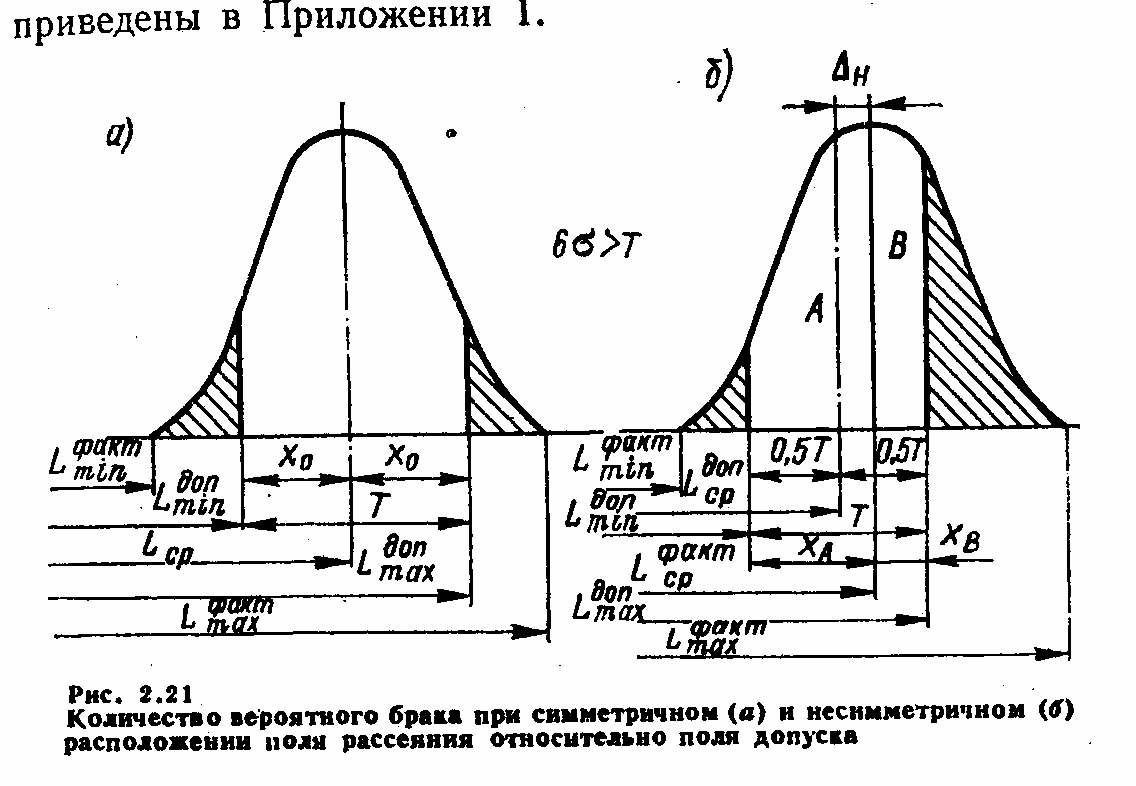 приведены в Приложении 1.
а)
б)
Δн
6σ>T
A
B
L факт min
X₀
X₀
L доп min
T
L ср
L доп max
L факт max
L факт min
0,5T
0,5T
L доп ср
L доп min
T
X_A
X_B
L факт ср
L доп max
L факт max
Рис. 2.21
Количество вероятного брака при симметричном (а) и несимметричном (б)
расположении поля рассеяния относительно поля допуска